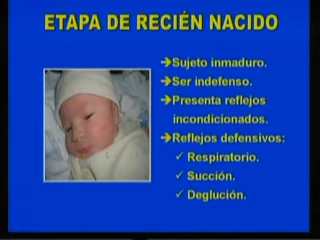 ETAPA DE RECIÉN NACIDO
➔Sujeto inmaduro.
➔Ser indefenso.
➔Presenta reflejos
incondicionados.
➔Reflejos defensivos:
✓ Respiratorio.
✓ Succión.
✓ Deglución.